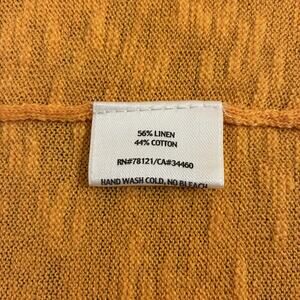 56% LINEN
44% COTTON
RN#78121/CA#34460
HAND WASH COLD, NO BLEACH